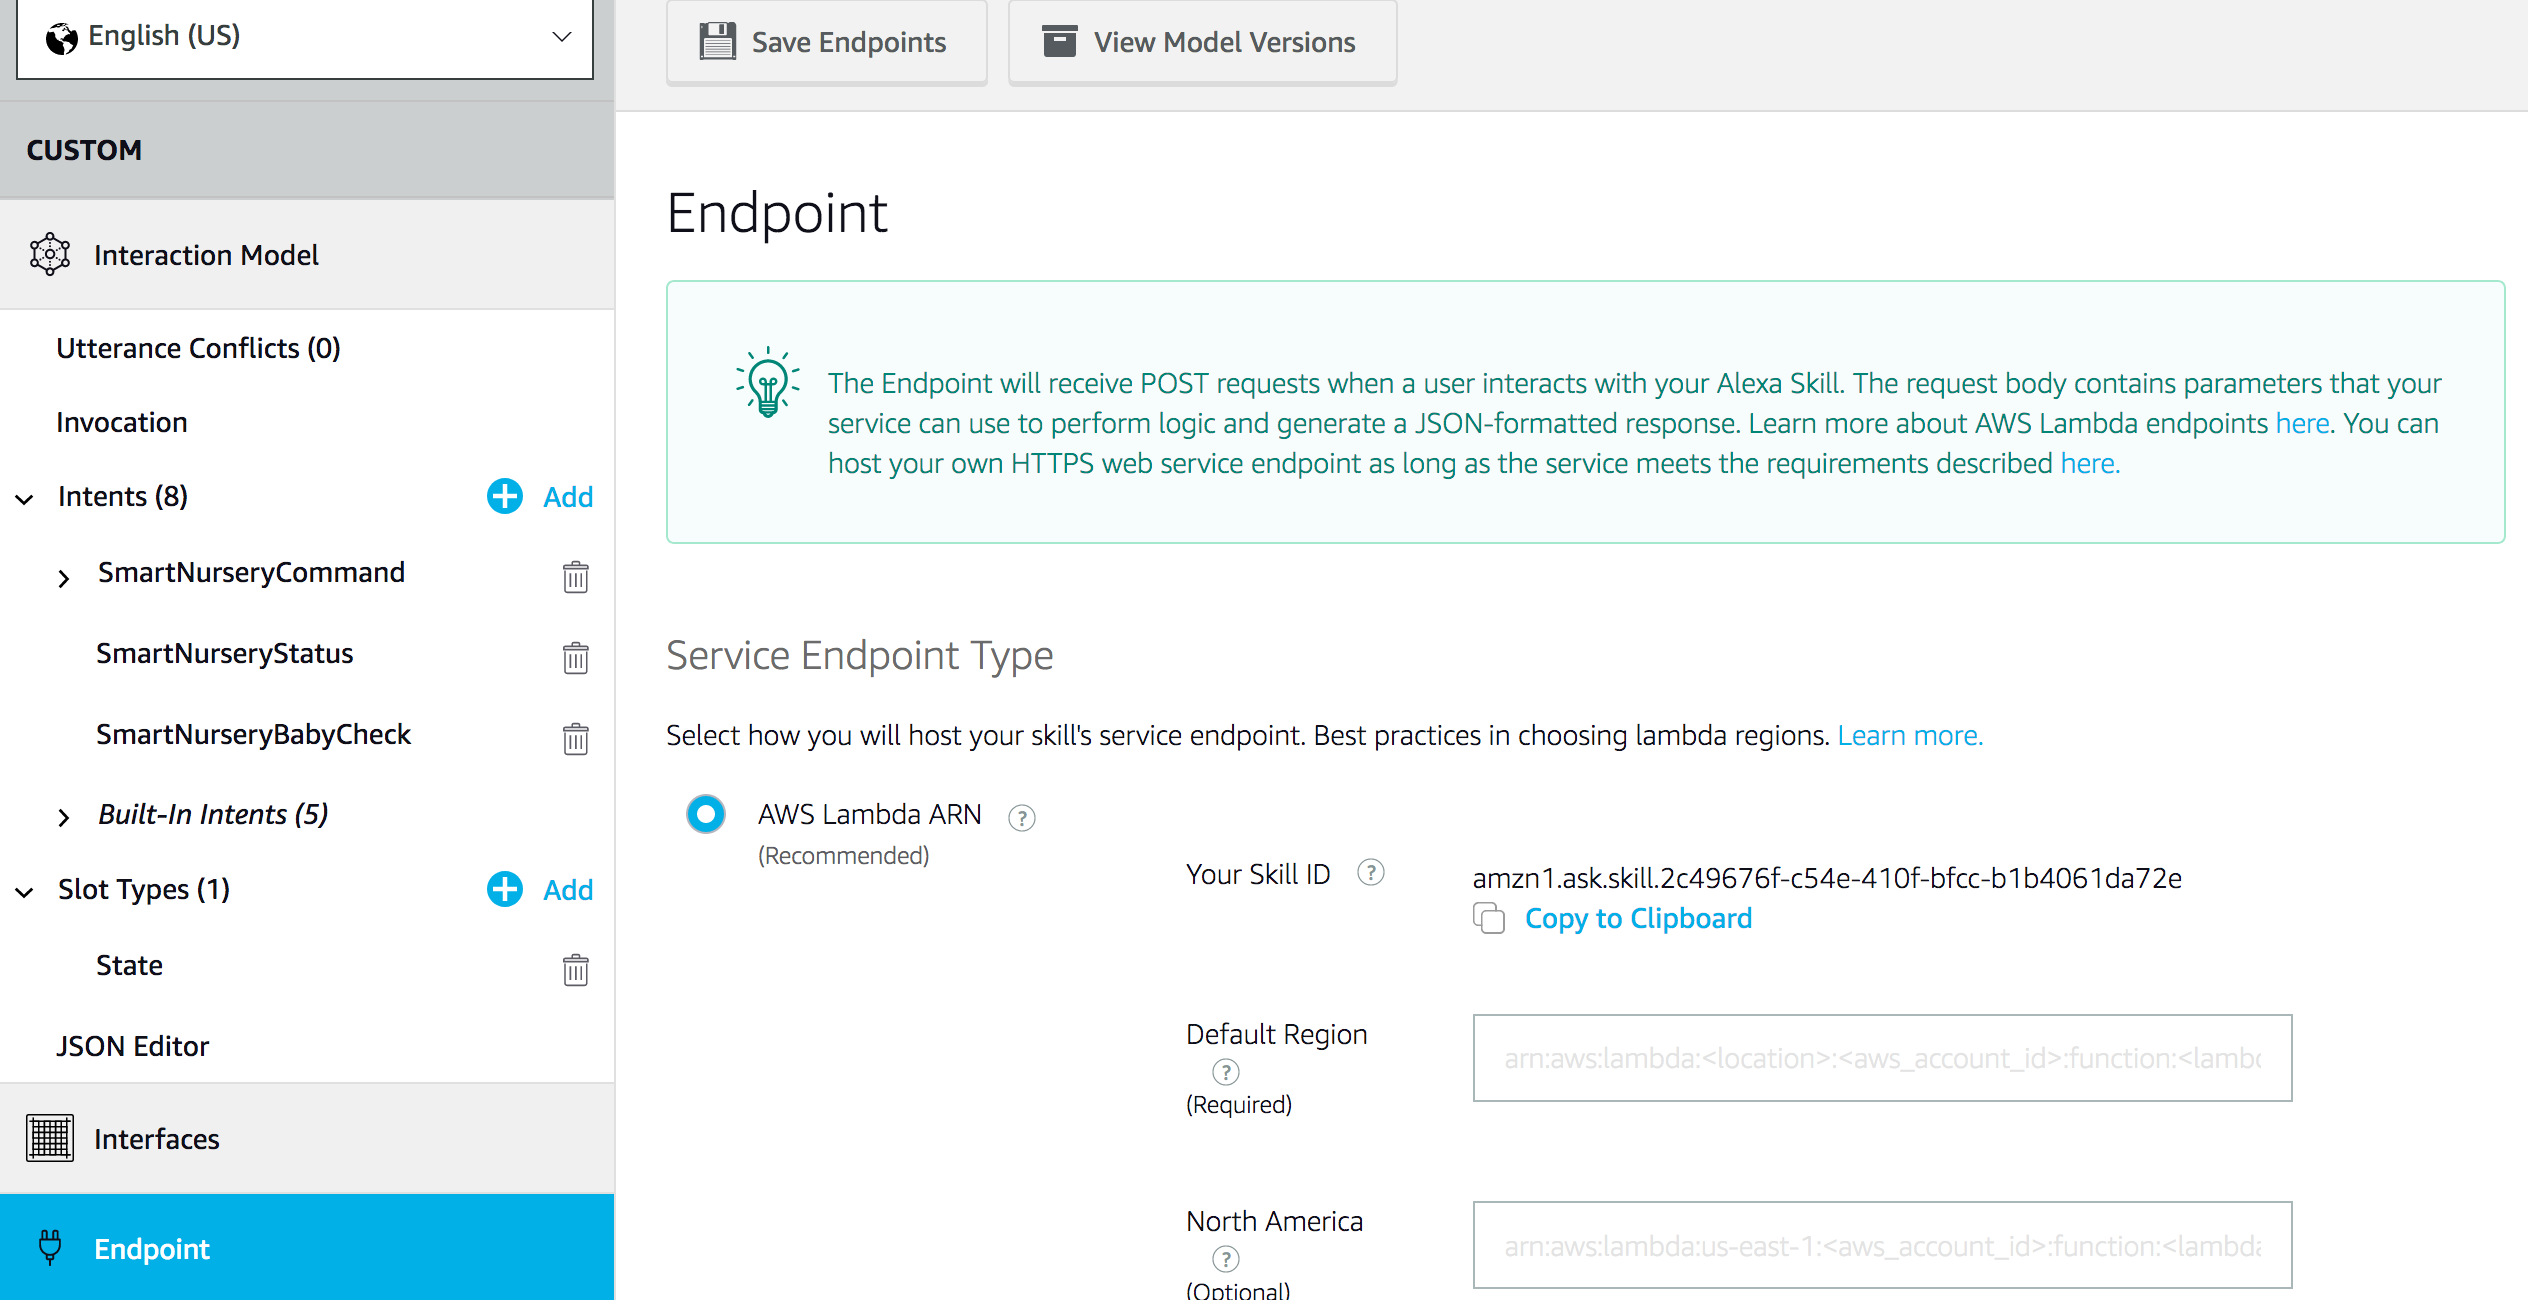 English (US)
CUSTOM
Interaction Model
Utterance Conflicts (0)
Invocation
Intents (8)
Add
SmartNurseryCommand
SmartNurseryStatus
SmartNurseryBabyCheck
Built-In Intents (5)
Slot Types (1)
Add
State
JSON Editor
Interfaces
Endpoint
Save Endpoints
View Model Versions
Endpoint
The Endpoint will receive POST requests when a user interacts with your Alexa Skill. The request body contains parameters that your
service can use to perform logic and generate a JSON-formatted response. Learn more about AWS Lambda endpoints here. You can
host your own HTTPS web service endpoint as long as the service meets the requirements described here.
Service Endpoint Type
Select how you will host your skill's service endpoint. Best practices in choosing lambda regions. Learn more.
AWS Lambda ARN ?
(Recommended)
Your Skill ID ?
amzn1.ask.skill.2c49676f-c54e-410f-bfcc-b1b4061da72e
Copy to Clipboard
Default Region
?
(Required)
arn:aws:lambda:<location>:<aws_account_id>:function:<lambd
North America
?
(Optional)
arn:aws:lambda:us-east-1:<aws_account_id>:function:<lambda